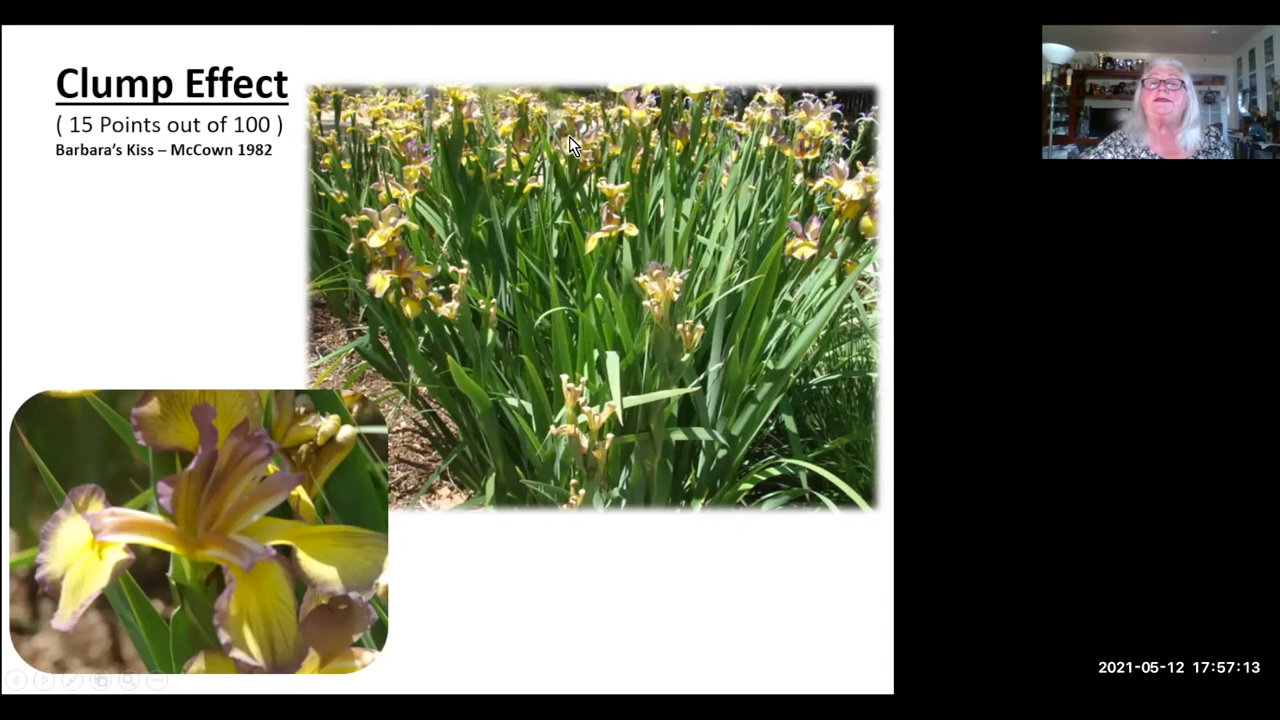 Clump Effect
( 15 Points out of 100 )
Barbara’s Kiss – McCown 1982
2021-05-12 17:57:13